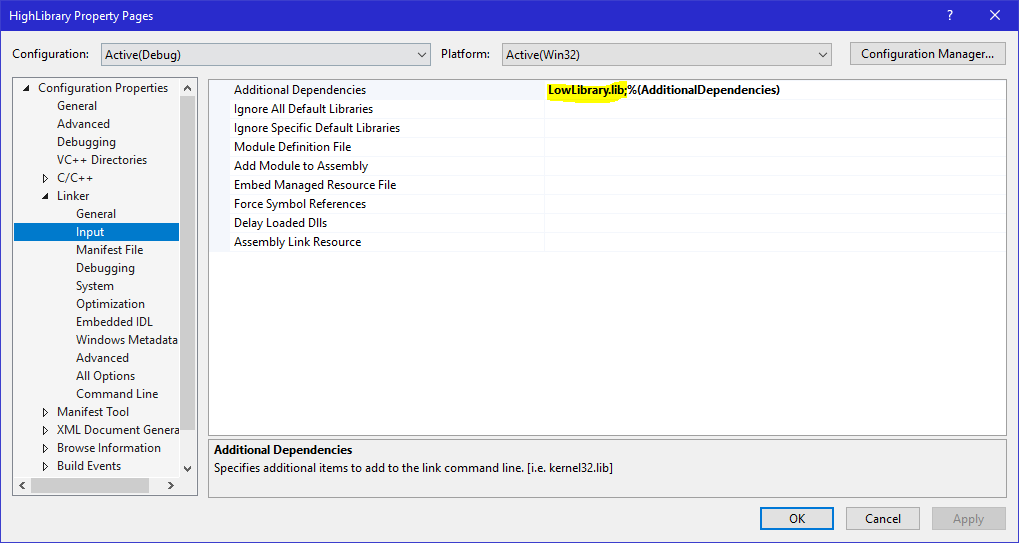 HighLibrary Property Pages
Configuration: Active(Debug) Platform: Active(Win32) Configuration Manager...
Configuration Properties
General
Advanced
Debugging
VC++ Directories
C/C++
Linker
General
Input
Manifest File
Debugging
System
Optimization
Embedded IDL
Windows Metadata
Advanced
All Options
Command Line
Manifest Tool
XML Document Genera
Browse Information
Build Events
Additional Dependencies LowLibrary.lib;%(AdditionalDependencies)
Ignore All Default Libraries
Ignore Specific Default Libraries
Module Definition File
Add Module to Assembly
Embed Managed Resource File
Force Symbol References
Delay Loaded Dlls
Assembly Link Resource
Additional Dependencies
Specifies additional items to add to the link command line. [i.e. kernel32.lib]
OK Cancel Apply